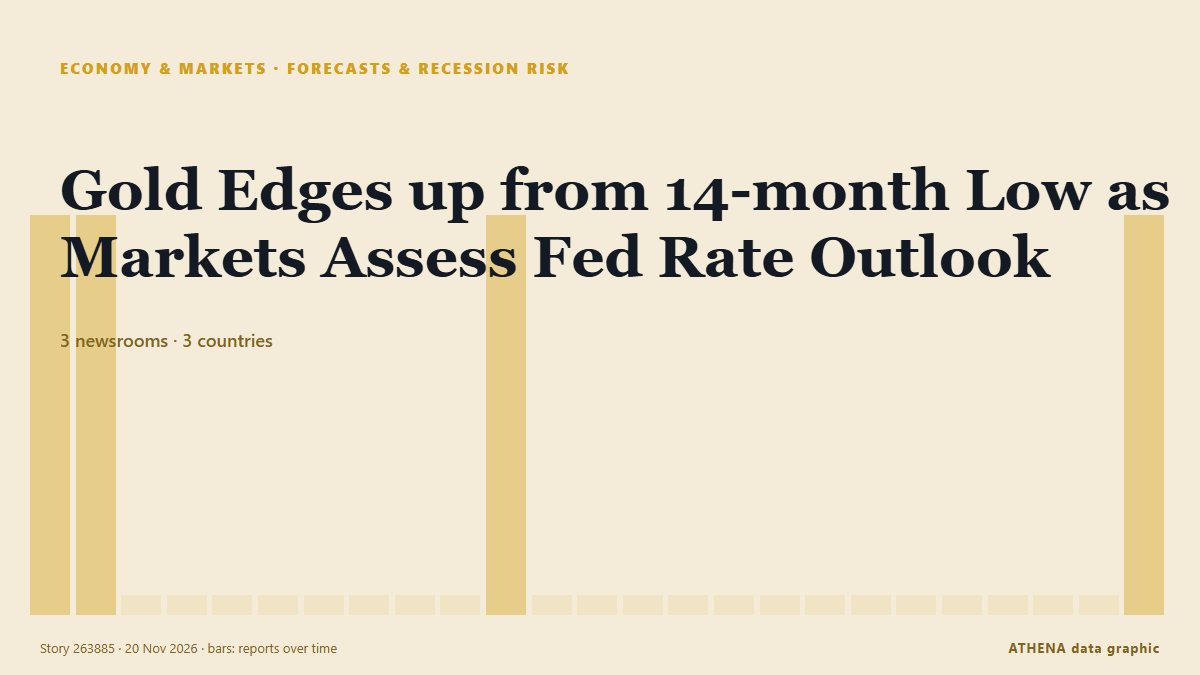 ECONOMY & MARKETS · FORECASTS & RECESSION RISK
Gold Edges up from 14-month Low as
Markets Assess Fed Rate Outlook
3 newsrooms · 3 countries
Story 263885 · 20 Nov 2026 · bars: reports over time
ATHENA data graphic